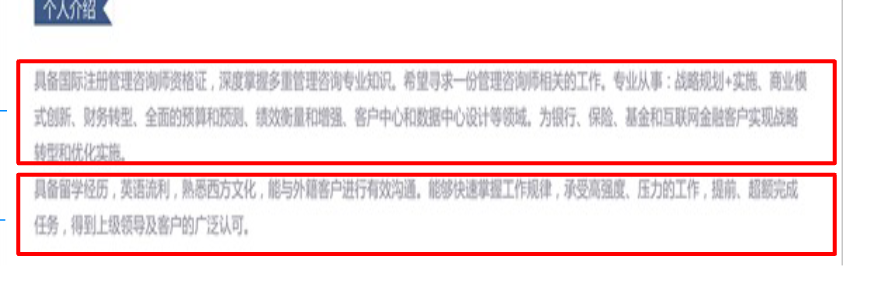 个人介绍
具备国际注册管理咨询师资格证，深度掌握多重管理咨询专业知识。希望寻求一份管理咨询师相关的工作。专业从事：战略规划+实施、商业模
式创新、财务转型、全面的预算和预测、绩效衡量和增强、客户中心和数据中心设计等领域。为银行、保险、基金和互联网金融客户实现战略
转型和优化实施。
具备留学经历，英语流利，熟悉西方文化，能与外籍客户进行有效沟通。能够快速掌握工作规律，承受高强度、压力的工作，提前、超额完成
任务，得到上级领导及客户的广泛认可。